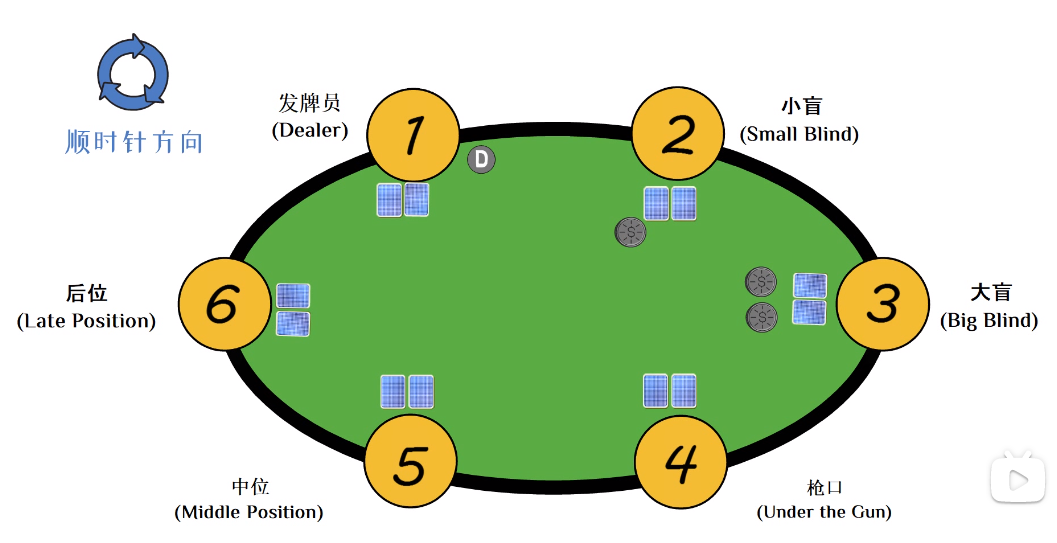 顺时针方向
发牌员
(Dealer)
1
D
2
小盲
(Small Blind)
$
后位
(Late Position)
6
$
$
3
大盲
(Big Blind)
中位
(Middle Position)
5
4
枪口
(Under the Gun)